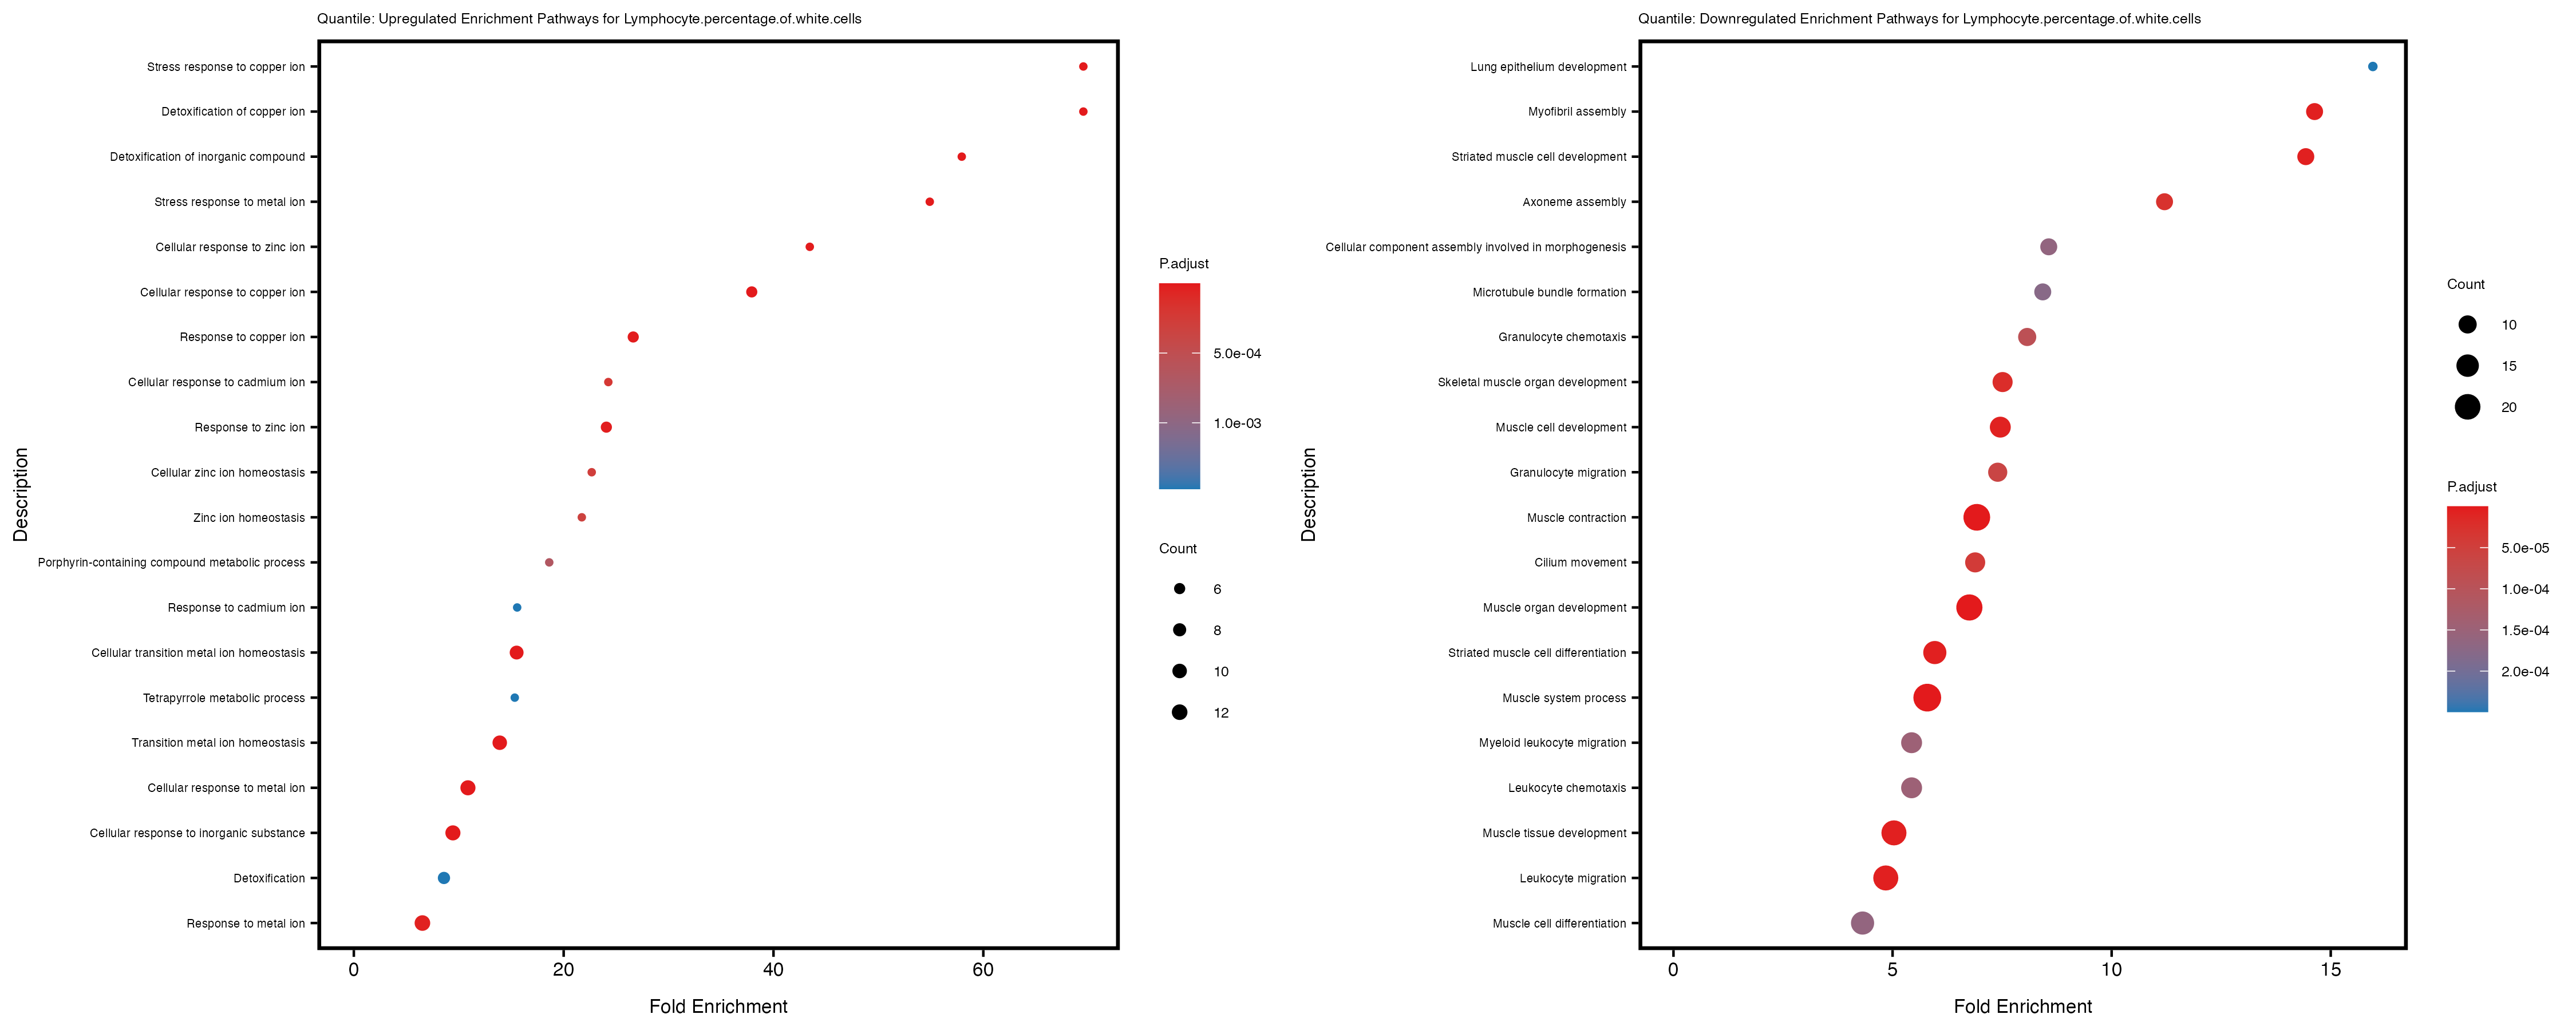 Quantile: Upregulated Enrichment Pathways for Lymphocyte.percentage.of.white.cells
Description
Stress response to copper ion
Detoxification of copper ion
Detoxification of inorganic compound
Stress response to metal ion
Cellular response to zinc ion
Cellular response to copper ion
Response to copper ion
Cellular response to cadmium ion
Response to zinc ion
Cellular zinc ion homeostasis
Zinc ion homeostasis
Porphyrin-containing compound metabolic process
Response to cadmium ion
Cellular transition metal ion homeostasis
Tetrapyrrole metabolic process
Transition metal ion homeostasis
Cellular response to metal ion
Cellular response to inorganic substance
Detoxification
Response to metal ion
0 20 40 60
Fold Enrichment
P.adjust
5.0e-04
1.0e-03
Count
6
8
10
12
Quantile: Downregulated Enrichment Pathways for Lymphocyte.percentage.of.white.cells
Description
Lung epithelium development
Myofibril assembly
Striated muscle cell development
Axoneme assembly
Cellular component assembly involved in morphogenesis
Microtubule bundle formation
Granulocyte chemotaxis
Skeletal muscle organ development
Muscle cell development
Granulocyte migration
Muscle contraction
Cilium movement
Muscle organ development
Striated muscle cell differentiation
Muscle system process
Myeloid leukocyte migration
Leukocyte chemotaxis
Muscle tissue development
Leukocyte migration
Muscle cell differentiation
0 5 10 15
Fold Enrichment
Count
10
15
20
P.adjust
5.0e-05
1.0e-04
1.5e-04
2.0e-04